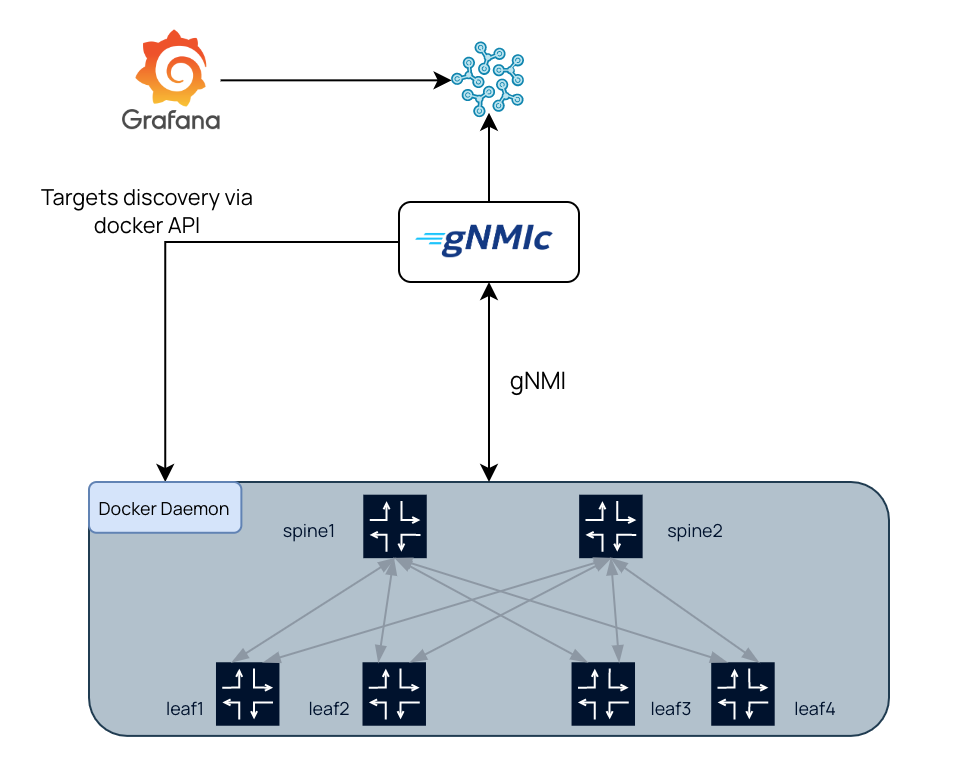 Grafana
Targets discovery via
docker API
gNMIc
gNMI
Docker Daemon
spine1
spine2
leaf1
leaf2
leaf3
leaf4